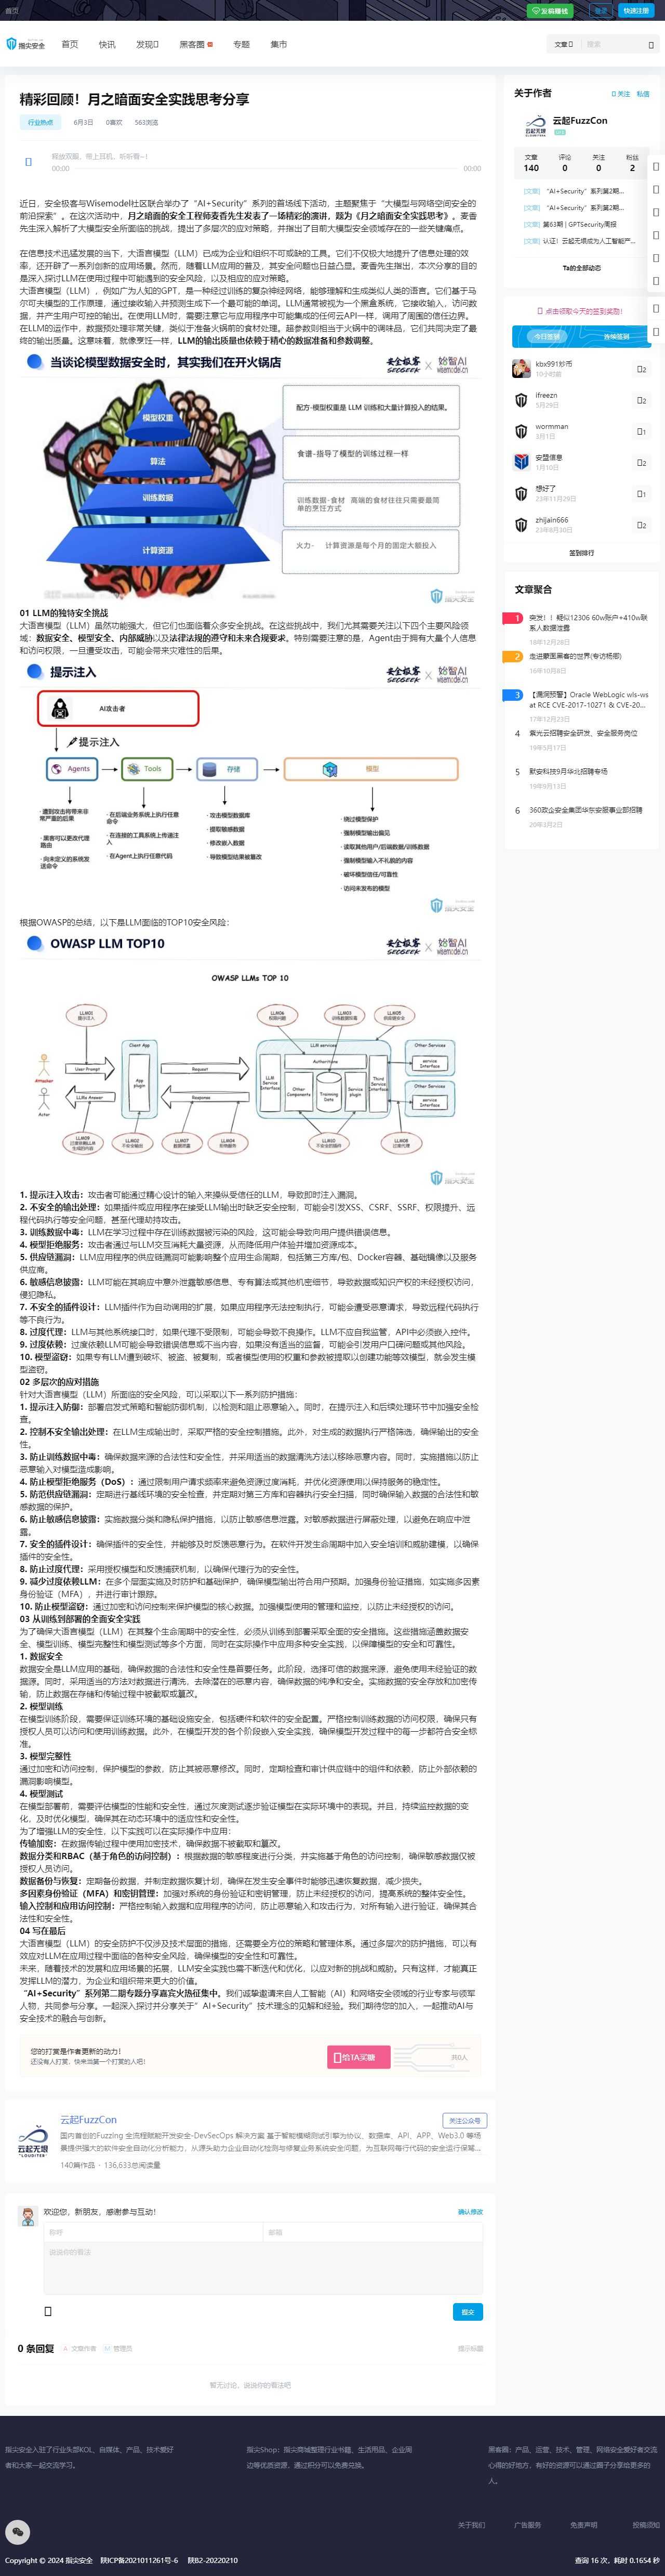 首页
发稿赚钱
登录
快速注册
指尖安全
首页
快讯
发现
黑客圈
专题
集市
文章
搜索
精彩回顾！月之暗面安全实践思考分享
行业热点
6月3日
0喜欢
563浏览
释放双眼，带上耳机，听听看~！
00:00
00:00
近日，安全极客与Wisemodel社区联合举办了“AI+Security”系列的首场线下活动，主题聚焦于“大模型与网络空间安全的
前沿探索”。在这次活动中，月之暗面的安全工程师麦香先生发表了一场精彩的演讲，题为《月之暗面安全实践思考》。麦香
先生深入解析了大模型安全所面临的挑战，提出了多家层次的应对策略，并指出了目前大模型安全领域存在的一些关键痛点。
在信息技术迅猛发展的当下，大语言模型（LLM）已成为企业和组织不可或缺的工具。它们不仅极大地提升了信息处理的效
率，还开辟了一系列创新的应用场景。然而，随着LLM应用的普及，其安全问题也日益凸显。麦香先生指出，本次分享的目的
是深入探讨LLM在使用过程中可能遇到的安全风险，以及相应的应对策略。
大语言模型（LLM），例如广为人知的GPT，是一种经过训练的复杂神经网络，能够理解和生成类似人类的语言。它们基于马
尔可夫模型的工作原理，通过接收输入并预测生成下一个最可能的单词。LLM通常被视为一个黑盒系统，它接收输入，访问内
存，并产生可信的输出。在使用时，需要注意它与应用程序中可能集成的任何云API一样，调用了周围的信任边界。
在LLM的运作中，数据预处理非常关键，类似于准备火锅食材前的食材处理。超参数则相当于火锅中的调味品，它们共同决定了最
终的输出质量。这意味着，就像烹饪一样，LLM的输出质量也依赖于精心的数据准备和参数调整。
当谈论模型数据安全时，其实我们在开火锅店
安全极客 SECGEEK
始智AI wisemodel.cn
模型权重
算法
训练数据
计算资源
配方-模型权重是 LLM 训练和大量计算投入的结果。
食谱-指导了模型的训练过程一样
训练数据-食材 高端的食材往往只需要最简单的烹饪方式
火力- 计算资源是每个月的固定大额投入
指尖安全
01 LLM的独特安全挑战
大语言模型（LLM）虽然功能强大，但它们也面临着众多安全挑战。在这些挑战中，我们尤其需要关注以下四个主要风险领
域：数据安全、模型安全、内部威胁以及法律法规的遵守和未来合规要求。特别需要注意的是，Agent由于拥有大量个人信息
和访问权限，一旦遭受攻击，可能会带来灾难性的后果。
提示注入
安全极客 SECGEEK
始智AI wisemodel.cn
AI攻击者
提示注入
Agents
Tools
存储
模型
· 遭到攻击将带来非常严重的后果
· 黑客可以更改代理路由
· 向未定义的系统发送命令
· 在后端业务系统上执行任意命令
· 在连接的工具系统上传递注入
· 在Agent上执行任意代码
· 攻击模型数据库
· 提取敏感数据
· 修改嵌入数据
· 导致模型结果被篡改
· 绕过模型保护
· 强制模型输出偏见
· 读取其他用户/后端数据/训练数据
· 强制模型输入不礼貌的内容
· 破坏模型信任/可靠性
· 访问未发布的模型
指尖安全
根据OWASP的总结，以下是LLM面临的TOP10安全风险：
OWASP LLM TOP10
安全极客 SECGEEK
始智AI wisemodel.cn
OWASP LLMs TOP 10
LLM01 提示注入
LLM06
LLM03
LLM05
Client App
LLM services
Other Services
Attacker
User Prompt
App plugin
Request
Authentications
LLM Service Interface
Other Components
Training Data
Service Plugin
Third Service Interface
service Interface
Actor
LLMs Answer
Response
Other Services
service Interface
LLM09
LLM02
LLM07
LLM04
LLM10
LLM08 过度代理
指尖安全
1. 提示注入攻击：攻击者可能通过精心设计的输入来操纵受信任的LLM，导致即时注入漏洞。
2. 不安全的输出处理：如果插件或应用程序在接受LLM输出时缺乏安全控制，可能会引发XSS、CSRF、SSRF、权限提升、远
程代码执行等安全问题，甚至代理劫持攻击。
3. 训练数据中毒：LLM在学习过程中存在训练数据被污染的风险，这可能会导致向用户提供错误信息。
4. 模型拒绝服务：攻击者通过与LLM交互消耗大量资源，从而降低用户体验并增加资源成本。
5. 供应链漏洞：LLM应用程序的供应链漏洞可能影响整个应用生命周期，包括第三方库/包、Docker容器、基础镜像以及服务
供应商。
6. 敏感信息披露：LLM可能在其响应中意外泄露敏感信息、专有算法或其他机密细节，导致数据或知识产权的未经授权访问，
侵犯隐私。
7. 不安全的插件设计：LLM插件作为自动调用的扩展，如果应用程序无法控制执行，可能会遭受恶意请求，导致远程代码执行
等不良行为。
8. 过度代理：LLM与其他系统接口时，如果代理不受限制，可能会导致不良操作。LLM不应自我监管，API中必须嵌入控件。
9. 过度依赖：过度依赖LLM可能会导致错误信息或不当内容，如果没有适当的监督，可能会引发用户口碑问题或其他风险。
10. 模型盗窃：如果专有LLM遭到破坏、被盗、被复制，或者模型使用的权重和参数被提取以创建功能等效模型，就会发生模
型盗窃。
02 多层次的应对措施
针对大语言模型（LLM）所面临的安全风险，可以采取以下一系列防护措施：
1. 提示注入防御：部署启发式策略和智能防御机制，以检测和阻止恶意输入。同时，在提示注入和后续处理环节中加强安全检
查。
2. 控制不安全输出处理：在LLM生成输出时，采取严格的安全控制措施。此外，对生成的数据执行严格筛选，确保输出的安全
性。
3. 防止训练数据中毒：确保数据来源的合法性和安全性，并采用适当的数据清洗方法以移除恶意内容。同时，实施措施以防止
恶意输入对模型造成影响。
4. 防止模型拒绝服务（DoS）：通过限制用户请求频率来避免资源过度消耗，并优化资源使用以保持服务的稳定性。
5. 防范供应链漏洞：定期进行基线环境的安全检查，并定期对第三方库和容器执行安全扫描，同时确保输入数据的合法性和敏
感数据的保护。
6. 防止敏感信息披露：实施数据分类和隐私保护措施，以防止敏感信息泄露。对敏感数据进行屏蔽处理，以避免在响应中泄
露。
7. 安全的插件设计：确保插件的安全性，并能够及时反馈恶意行为。在软件开发生命周期中加入安全培训和威胁建模，以确保
插件的安全性。
8. 防止过度代理：采用授权模型和反馈捕获机制，以确保代理行为的安全性。
9. 减少过度依赖LLM：在多个层面实施及时防护和基础保护，确保模型输出符合用户预期。加强身份验证措施，如实施多因素
身份验证（MFA），并进行审计跟踪。
10. 防止模型盗窃：通过加密和访问控制来保护模型的核心数据。加强模型使用的管理和监控，以防止未经授权的访问。
03 从训练到部署的全面安全实践
为了确保大语言模型（LLM）在其整个生命周期中的安全性，必须从训练到部署采取全面的安全措施。这些措施涵盖数据安
全、模型训练、模型完整性和模型测试等多个方面，同时在实际操作中应用多种安全实践，以保障模型的安全和可靠性。
1. 数据安全
数据安全是LLM应用的基础，确保数据的合法性和安全性是首要任务。此阶段，选择可信的数据来源，避免使用未经验证的数
据源。同时，采用适当的方法对数据进行清洗，去除潜在的恶意内容，确保数据的纯净和安全。实施数据的安全存放和加密传
输，防止数据在存储和传输过程中被截取或篡改。
2. 模型训练
在模型训练阶段，需要保证训练环境的基础设施安全，包括硬件和软件的安全配置。严格控制训练数据的访问权限，确保只有
授权人员可以访问和使用训练数据。此外，在模型开发的各个阶段嵌入安全实践，确保模型开发过程中的每一步都符合安全标
准。
3. 模型完整性
通过加密和访问控制，保护模型的参数，防止其被恶意修改。同时，定期检查和审计供应链中的组件和依赖，防止外部依赖的
漏洞影响模型。
4. 模型测试
在模型部署前，需要评估模型的性能和安全性，通过灰度测试逐步验证模型在实际环境中的表现。并且，持续监控数据的变
化，及时优化模型，确保其在动态环境中的适应性和安全性。
为了增强LLM的安全性，以下实践可以在实际操作中应用：
传输加密：在数据传输过程中使用加密技术，确保数据不被截取和篡改。
数据分类和RBAC（基于角色的访问控制）：根据数据的敏感程度进行分类，并实施基于角色的访问控制，确保敏感数据仅被
授权人员访问。
数据备份与恢复：定期备份数据，并制定数据恢复计划，确保在发生安全事件时能够迅速恢复数据，减少损失。
多因素身份验证（MFA）和密钥管理：加强对系统的身份验证和密钥管理，防止未经授权的访问，提高系统的整体安全性。
输入控制和应用访问控制：严格控制输入数据和应用程序的访问，防止恶意输入和攻击行为，对所有输入进行验证，确保其合
法性和安全性。
04 写在最后
大语言模型（LLM）的安全防护不仅涉及技术层面的措施，还需要全方位的策略和管理体系。通过多层次的防护措施，可以有
效应对LLM在应用过程中面临的各种安全风险，确保模型的安全性和可靠性。
未来，随着技术的发展和应用场景的拓展，LLM安全实践也需不断迭代和优化，以应对新的挑战和威胁。只有这样，才能真正
发挥LLM的潜力，为企业和组织带来更大的价值。
“AI+Security”系列第二期专题分享嘉宾火热征集中。我们诚挚邀请来自人工智能（AI）和网络安全领域的行业专家与领军
人物，共同参与分享。一起深入探讨并分享关于”AI+Security”技术理念的见解和经验。我们期待您的加入，一起推动AI与
安全技术的融合与创新。
您的打赏是作者更新的动力！
还没有人打赏，快来当第一个打赏的人吧！
给TA买糖
共0人
云起FuzzCon
关注公众号
国内首创的Fuzzing 全流程赋能开发安全-DevSecOps 解决方案 基于智能模糊测试引擎为协议、数据库、API、APP、Web3.0 等场
景提供强大的软件安全自动化分析能力，从源头助力企业自动化检测与修复业务系统安全问题，为互联网每行代码的安全运行保驾...
云起无垠
140篇作品 · 136,633总阅读量
欢迎您，新朋友，感谢参与互动！
确认修改
称呼
邮箱
说说你的看法
提交
0 条回复
文章作者
管理员
暂无讨论，说说你的看法吧
关于作者
关注
私信
云起FuzzCon
文章
评论
关注
粉丝
140
0
0
2
[文章] “AI+Security”系列第2期...
[文章] “AI+Security”系列第2期...
[文章] 第63期 | GPTSecurity周报
[文章] 认证！云起无垠成为人工智能产...
Ta的全部动态
点击领取今天的签到奖励！
今日签到
连续签到
kbx991炒币
10小时前
2
ifreezn
5月29日
2
wormman
3月1日
1
安盟信息
1月10日
2
想好了
23年11月29日
1
zhijain666
23年8月30日
2
签到排行
文章聚合
1
突发！！疑似12306 60w账户+410w联
系人数据泄露
18年12月28日
2
走进蒙面黑客的世界(专访杨卿)
16年10月8日
3
【漏洞预警】Oracle WebLogic wls-ws
at RCE CVE-2017-10271 & CVE-20...
17年12月23日
4
紫光云招聘安全研发、安全服务岗位
19年5月17日
5
默安科技9月华北招聘专场
19年9月13日
6
360政企安全集团华东安服事业部招聘
20年3月2日
指尖安全入驻了行业头部KOL、自媒体、产品、技术爱好
者和大家一起交流学习。
指尖Shop：指尖商城整理行业书籍、生活用品、企业周
边等优质资源，通过积分可以免费兑换。
黑客圈：产品、运营、技术、管理、网络安全爱好者交流
心得的好地方，有好的资源可以通过圈子分享给更多的
人。
关于我们
广告服务
免责声明
投稿须知
Copyright © 2024 指尖安全
陕ICP备2021011261号-6
陕B2-20220210
查询 16 次，耗时 0.1654 秒